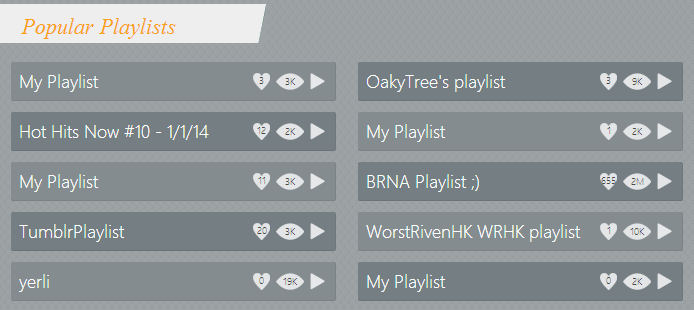 Popular Playlists
My Playlist 3 3K
OakyTree's playlist 3 9K
Hot Hits Now #10 - 1/1/14 12 2K
My Playlist 1 2K
My Playlist 11 3K
BRNA Playlist ;) 655 2M
TumblrPlaylist 20 3K
WorstRivenHK WRHK playlist 1 10K
yerli 0 19K
My Playlist 0 2K